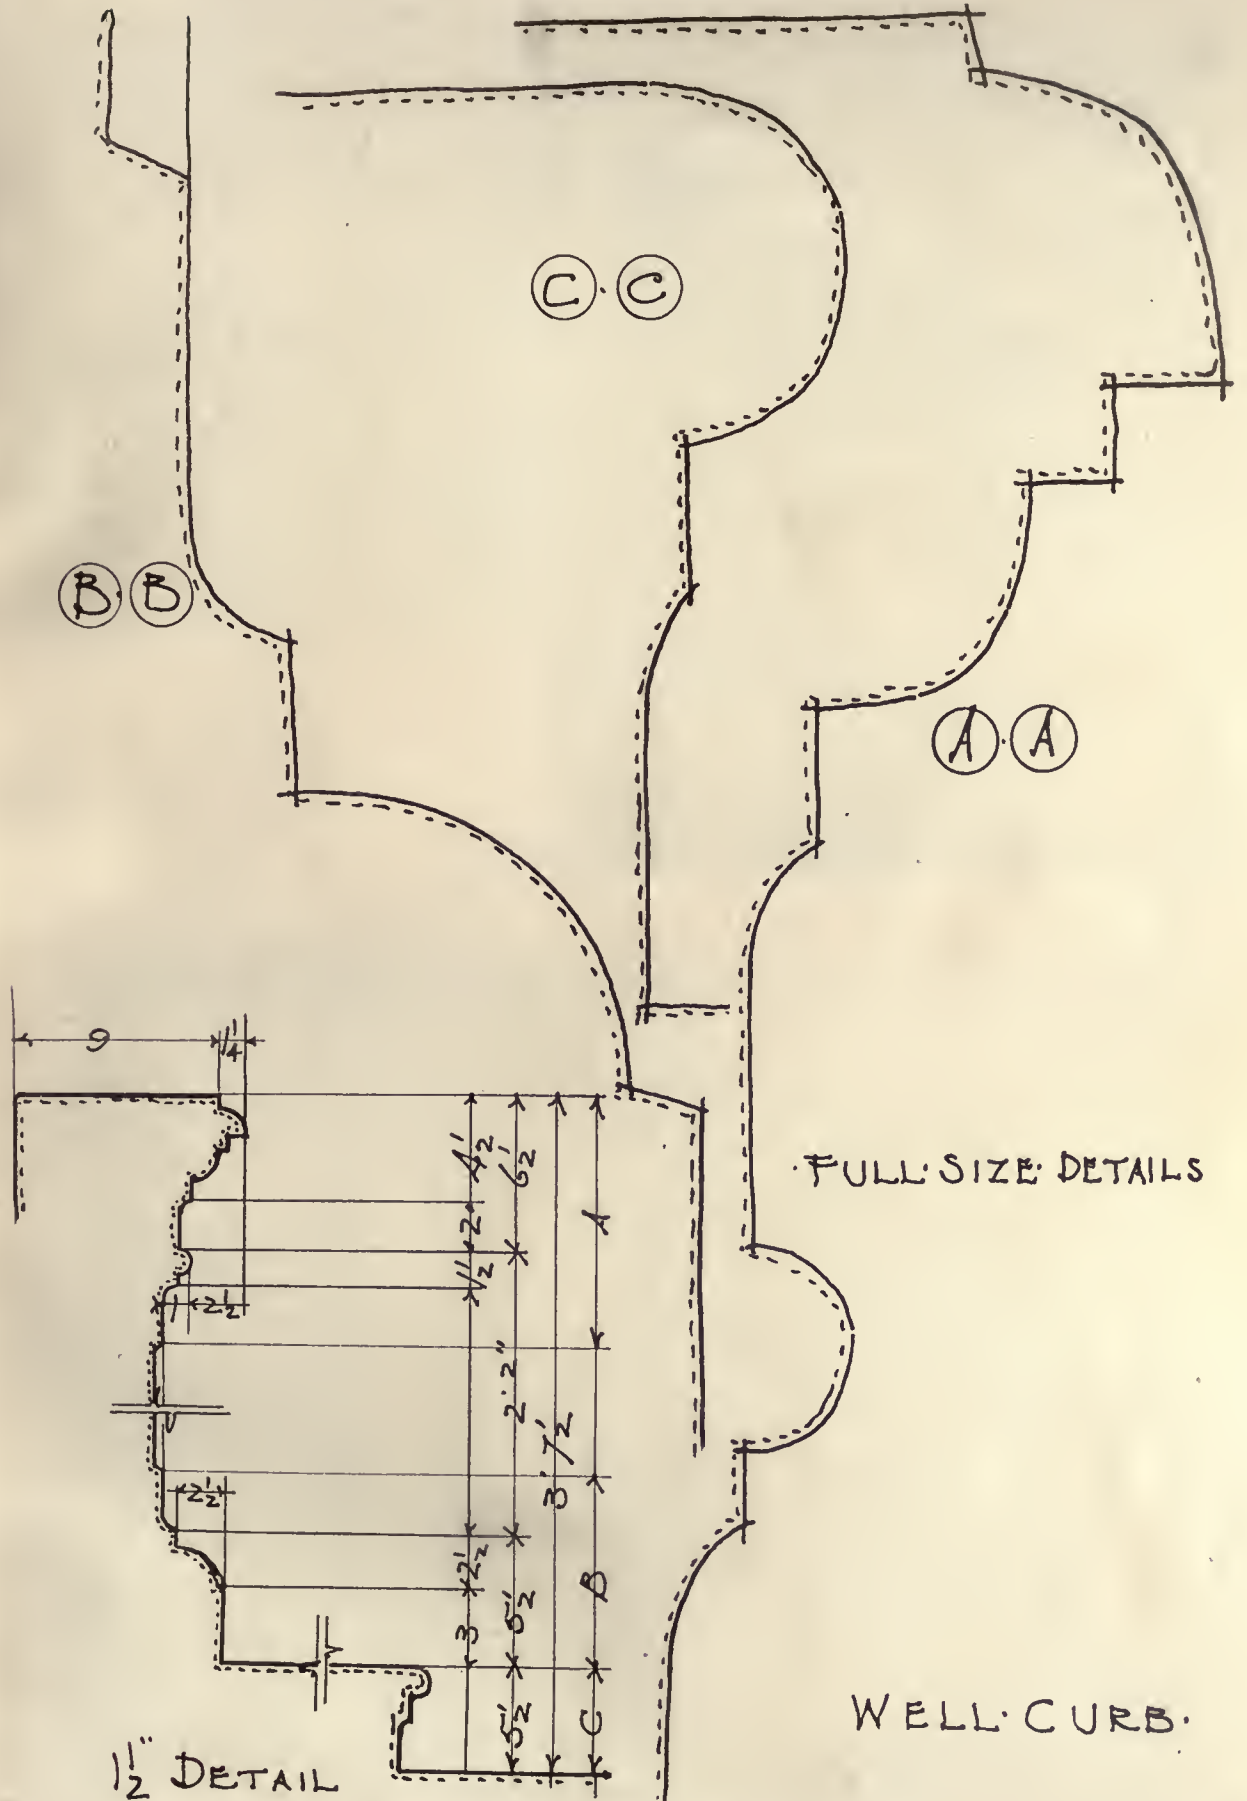 C · C
B · B
A · A
9
1 1/4
4 1/2
6 1/2
2
1 1/2
A
1
2 1/2
2' 2"
3' 7 1/2
2 1/2
2 1/2
5 1/2
B
3
5 1/2
C
· FULL · SIZE · DETAILS
WELL · CURB ·
1 1/2" DETAIL